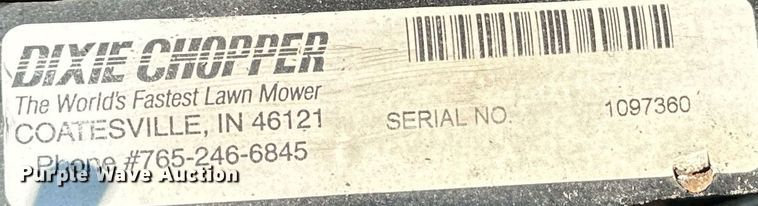 DIXIE CHOPPER
The World's Fastest Lawn Mower
COATESVILLE, IN 46121
Phone #765-246-6845
SERIAL NO. 1097360
Purple Wave Auction